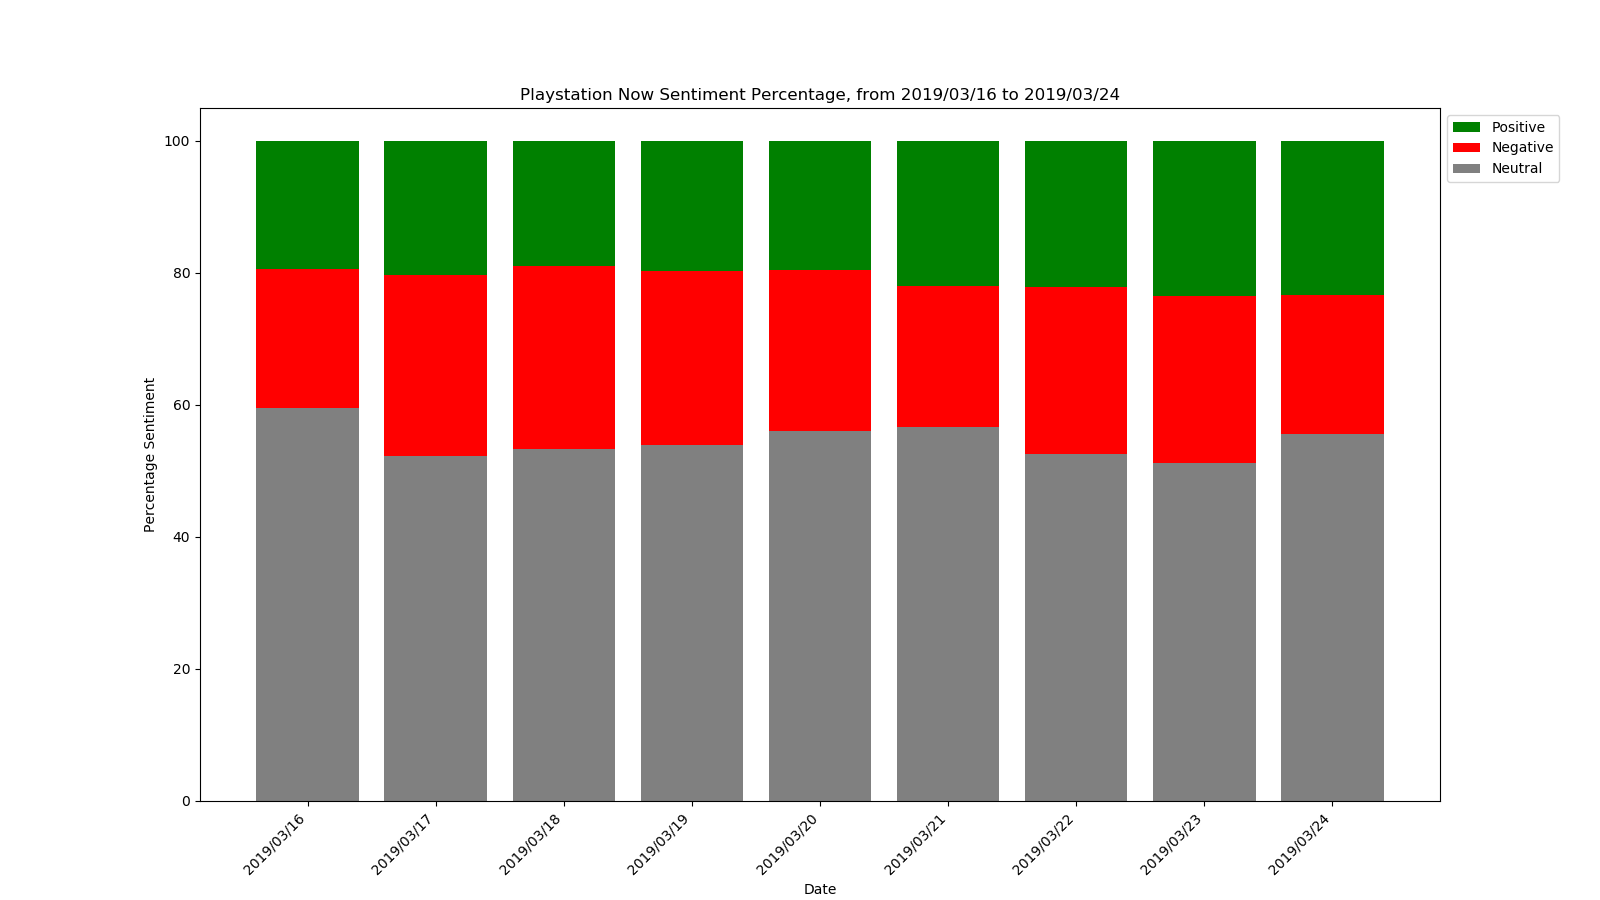 Playstation Now Sentiment Percentage, from 2019/03/16 to 2019/03/24
Positive
Negative
Neutral
Percentage Sentiment
100
80
60
40
20
0
2019/03/16
2019/03/17
2019/03/18
2019/03/19
2019/03/20
2019/03/21
2019/03/22
2019/03/23
2019/03/24
Date